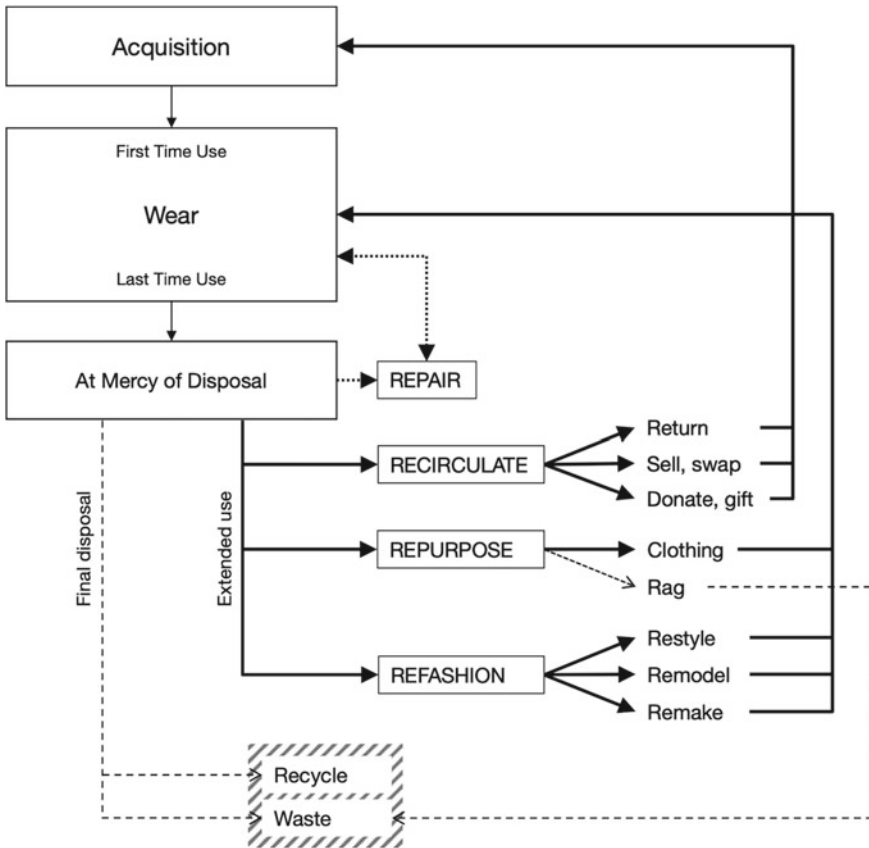 Acquisition
First Time Use
Wear
Last Time Use
At Mercy of Disposal
REPAIR
Final disposal
Extended use
RECIRCULATE
Return
Sell, swap
Donate, gift
REPURPOSE
Clothing
Rag
REFASHION
Restyle
Remodel
Remake
Recycle
Waste